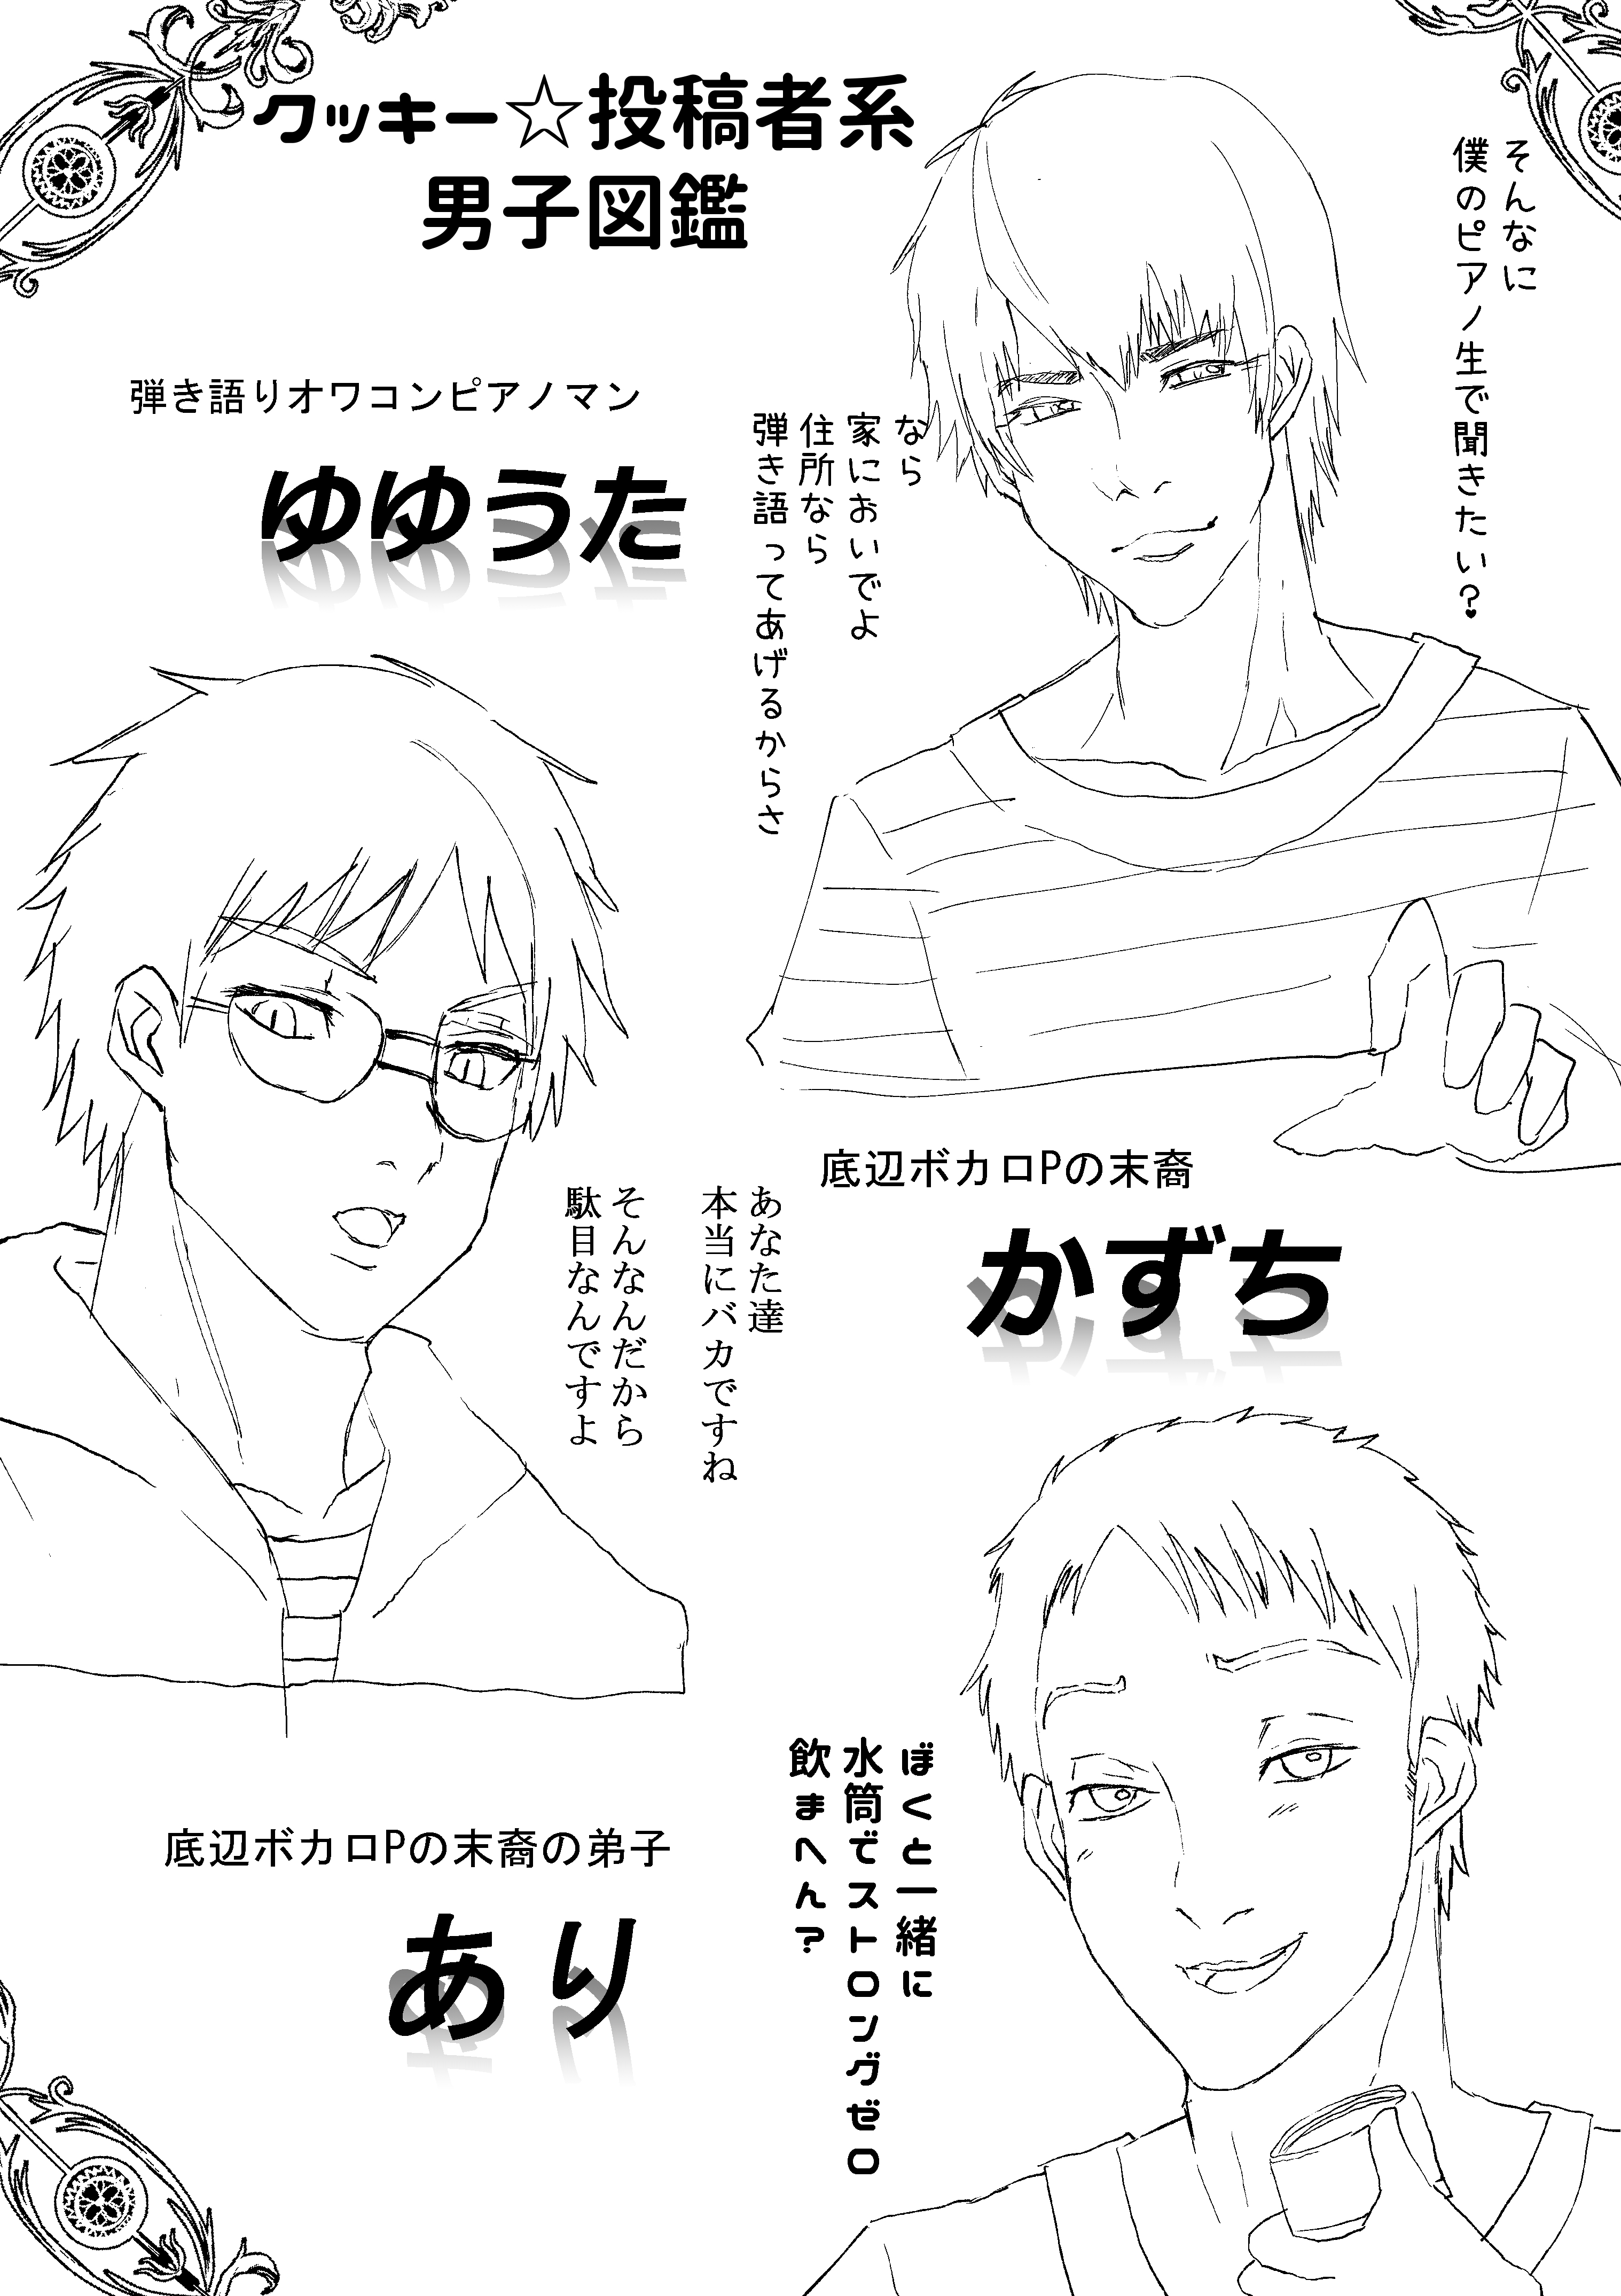 クッキー☆投稿者系
男子図鑑
そんなに
僕のピアノ生で聞きたい？
なら
家においでよ
住所なら
弾き語ってあげるからさ
弾き語りオワコンピアノマン
ゆゆうた
底辺ボカロPの末裔
かずち
あなた達
本当にバカですね
そんなんだから
駄目なんですよ
底辺ボカロPの末裔の弟子
あり
ぼくと一緒に
水筒でストロングゼロ
飲まへん？